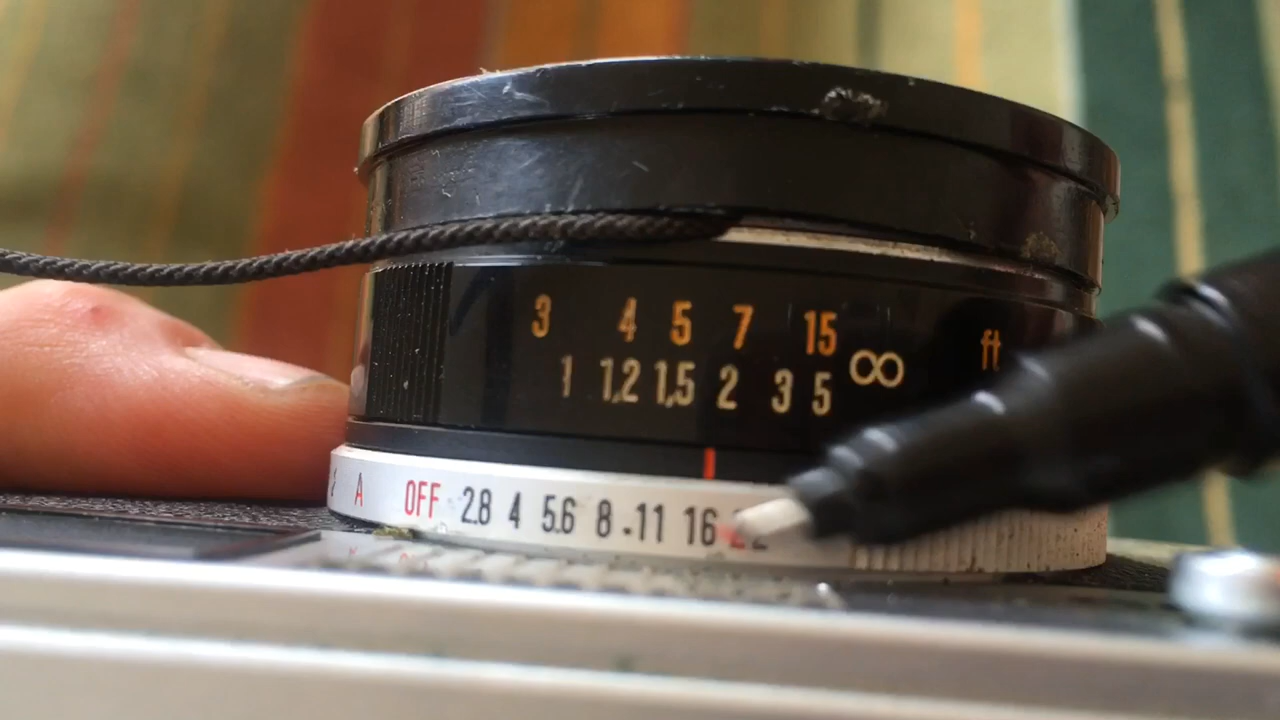 3 4 5 7 15 ft
1 1,2 1,5 2 3 5 ∞
A OFF 2.8 4 5.6 8 11 16 22